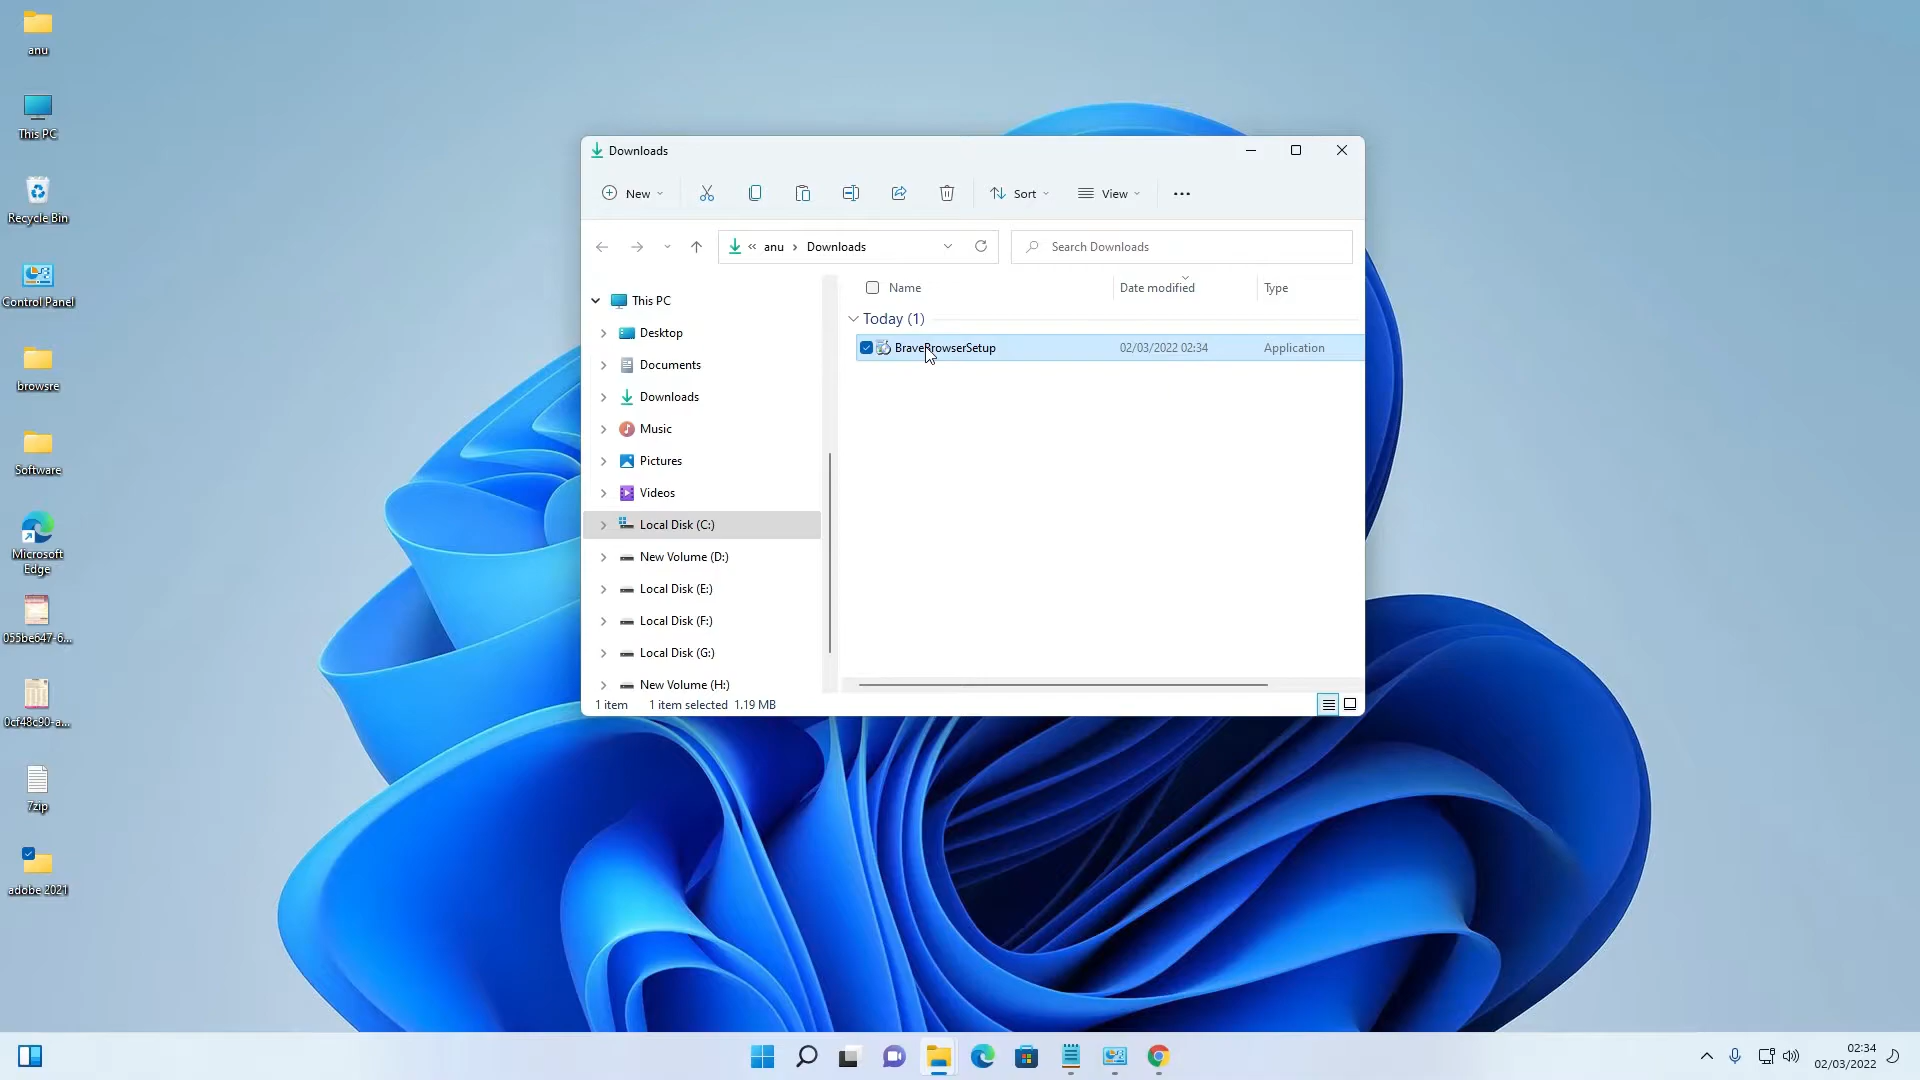 anu
This PC
Recycle Bin
Control Panel
browsre
Software
Microsoft
Edge
055be647-6...
0cf48c90-a...
7zip
adobe 2021
Downloads
New
Sort
View
« anu › Downloads
Search Downloads
This PC
Desktop
Documents
Downloads
Music
Pictures
Videos
Local Disk (C:)
New Volume (D:)
Local Disk (E:)
Local Disk (F:)
Local Disk (G:)
New Volume (H:)
Name Date modified Type
Today (1)
BraveBrowserSetup 02/03/2022 02:34 Application
1 item 1 item selected 1.19 MB
02:34
02/03/2022